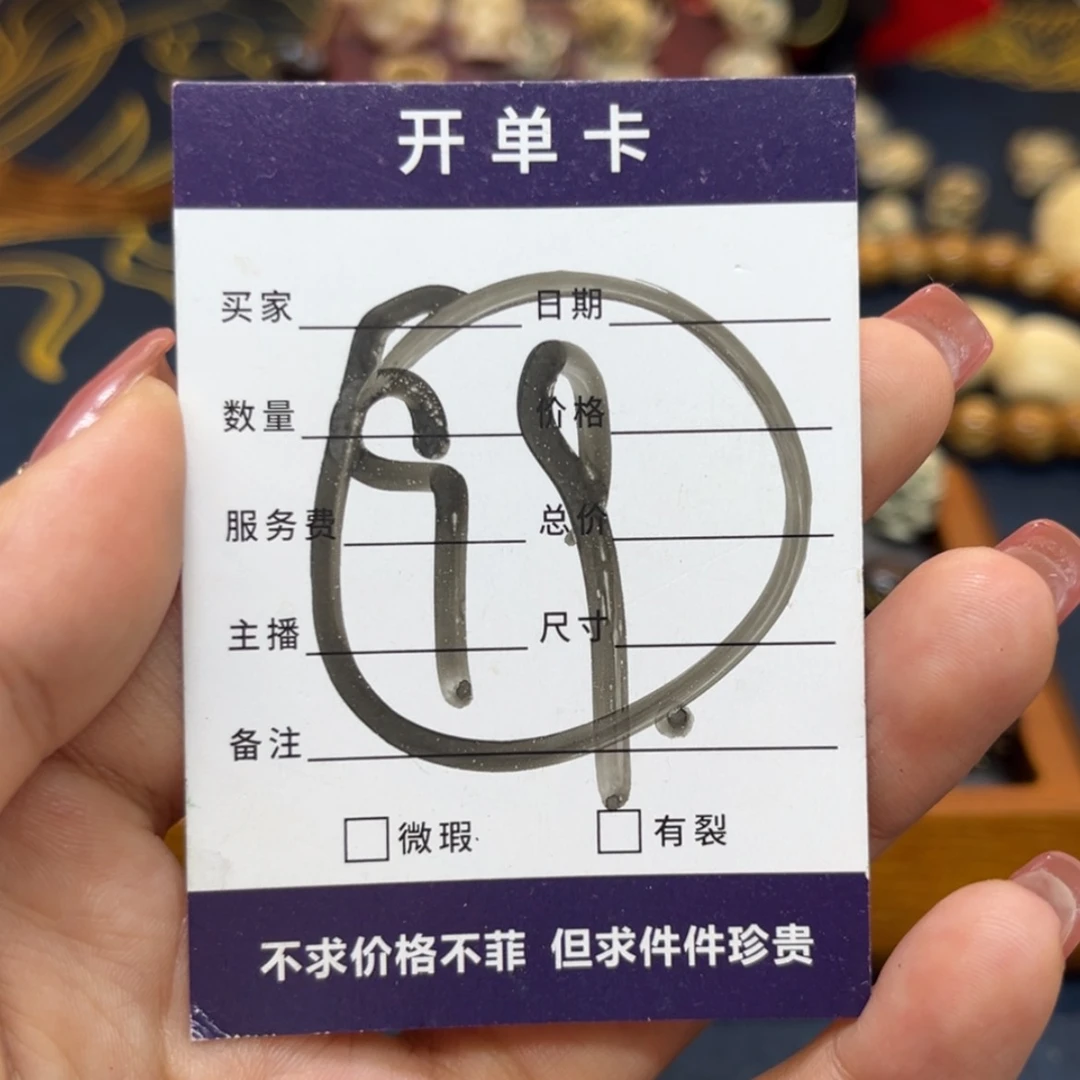 开单卡
买家 日期
数量 价格
服务费 总价
主播 尺寸
备注
微瑕 有裂
不求价格不菲 但求件件珍贵